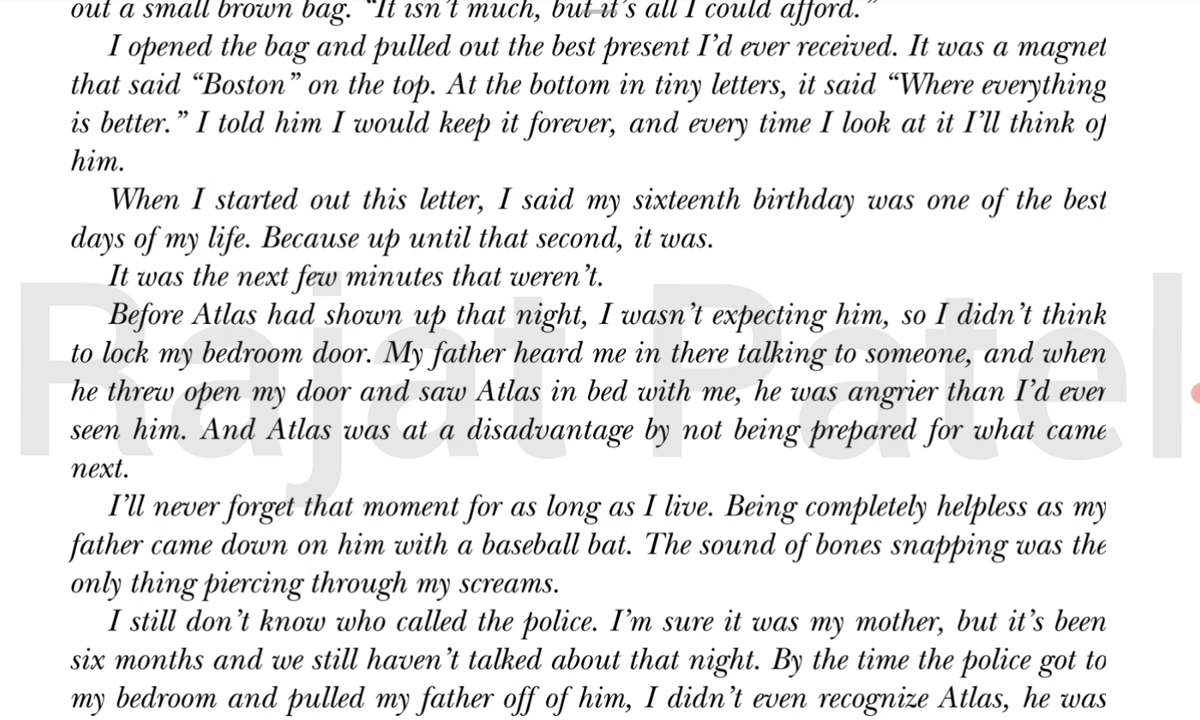 out a small brown bag. “It isn’t much, but it’s all I could afford.”
I opened the bag and pulled out the best present I’d ever received. It was a magnet
that said “Boston” on the top. At the bottom in tiny letters, it said “Where everything
is better.” I told him I would keep it forever, and every time I look at it I’ll think of
him.
When I started out this letter, I said my sixteenth birthday was one of the best
days of my life. Because up until that second, it was.
It was the next few minutes that weren’t.
Before Atlas had shown up that night, I wasn’t expecting him, so I didn’t think
to lock my bedroom door. My father heard me in there talking to someone, and when
he threw open my door and saw Atlas in bed with me, he was angrier than I’d ever
seen him. And Atlas was at a disadvantage by not being prepared for what came
next.
I’ll never forget that moment for as long as I live. Being completely helpless as my
father came down on him with a baseball bat. The sound of bones snapping was the
only thing piercing through my screams.
I still don’t know who called the police. I’m sure it was my mother, but it’s been
six months and we still haven’t talked about that night. By the time the police got to
my bedroom and pulled my father off of him, I didn’t even recognize Atlas, he was
Rajat Patel